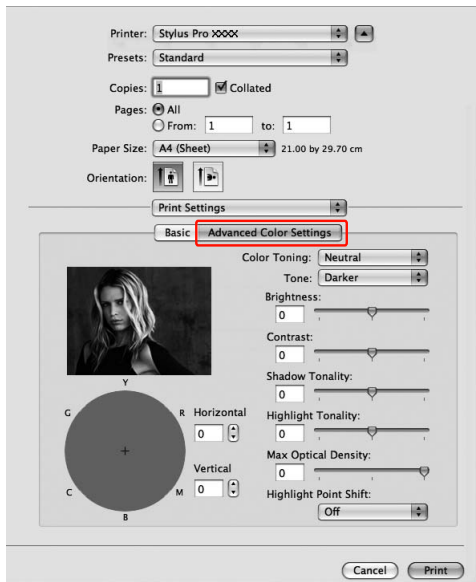 Printer: Stylus Pro XXXX
Presets: Standard
Copies: 1 Collated
Pages: All
From: 1 to: 1
Paper Size: A4 (Sheet) 21.00 by 29.70 cm
Orientation:
Print Settings
Basic Advanced Color Settings
Color Toning: Neutral
Tone: Darker
Brightness:
0
Contrast:
0
Shadow Tonality:
0
Highlight Tonality:
0
Max Optical Density:
0
Highlight Point Shift:
Off
Y
G R
C M
B
Horizontal
0
Vertical
0
Cancel Print